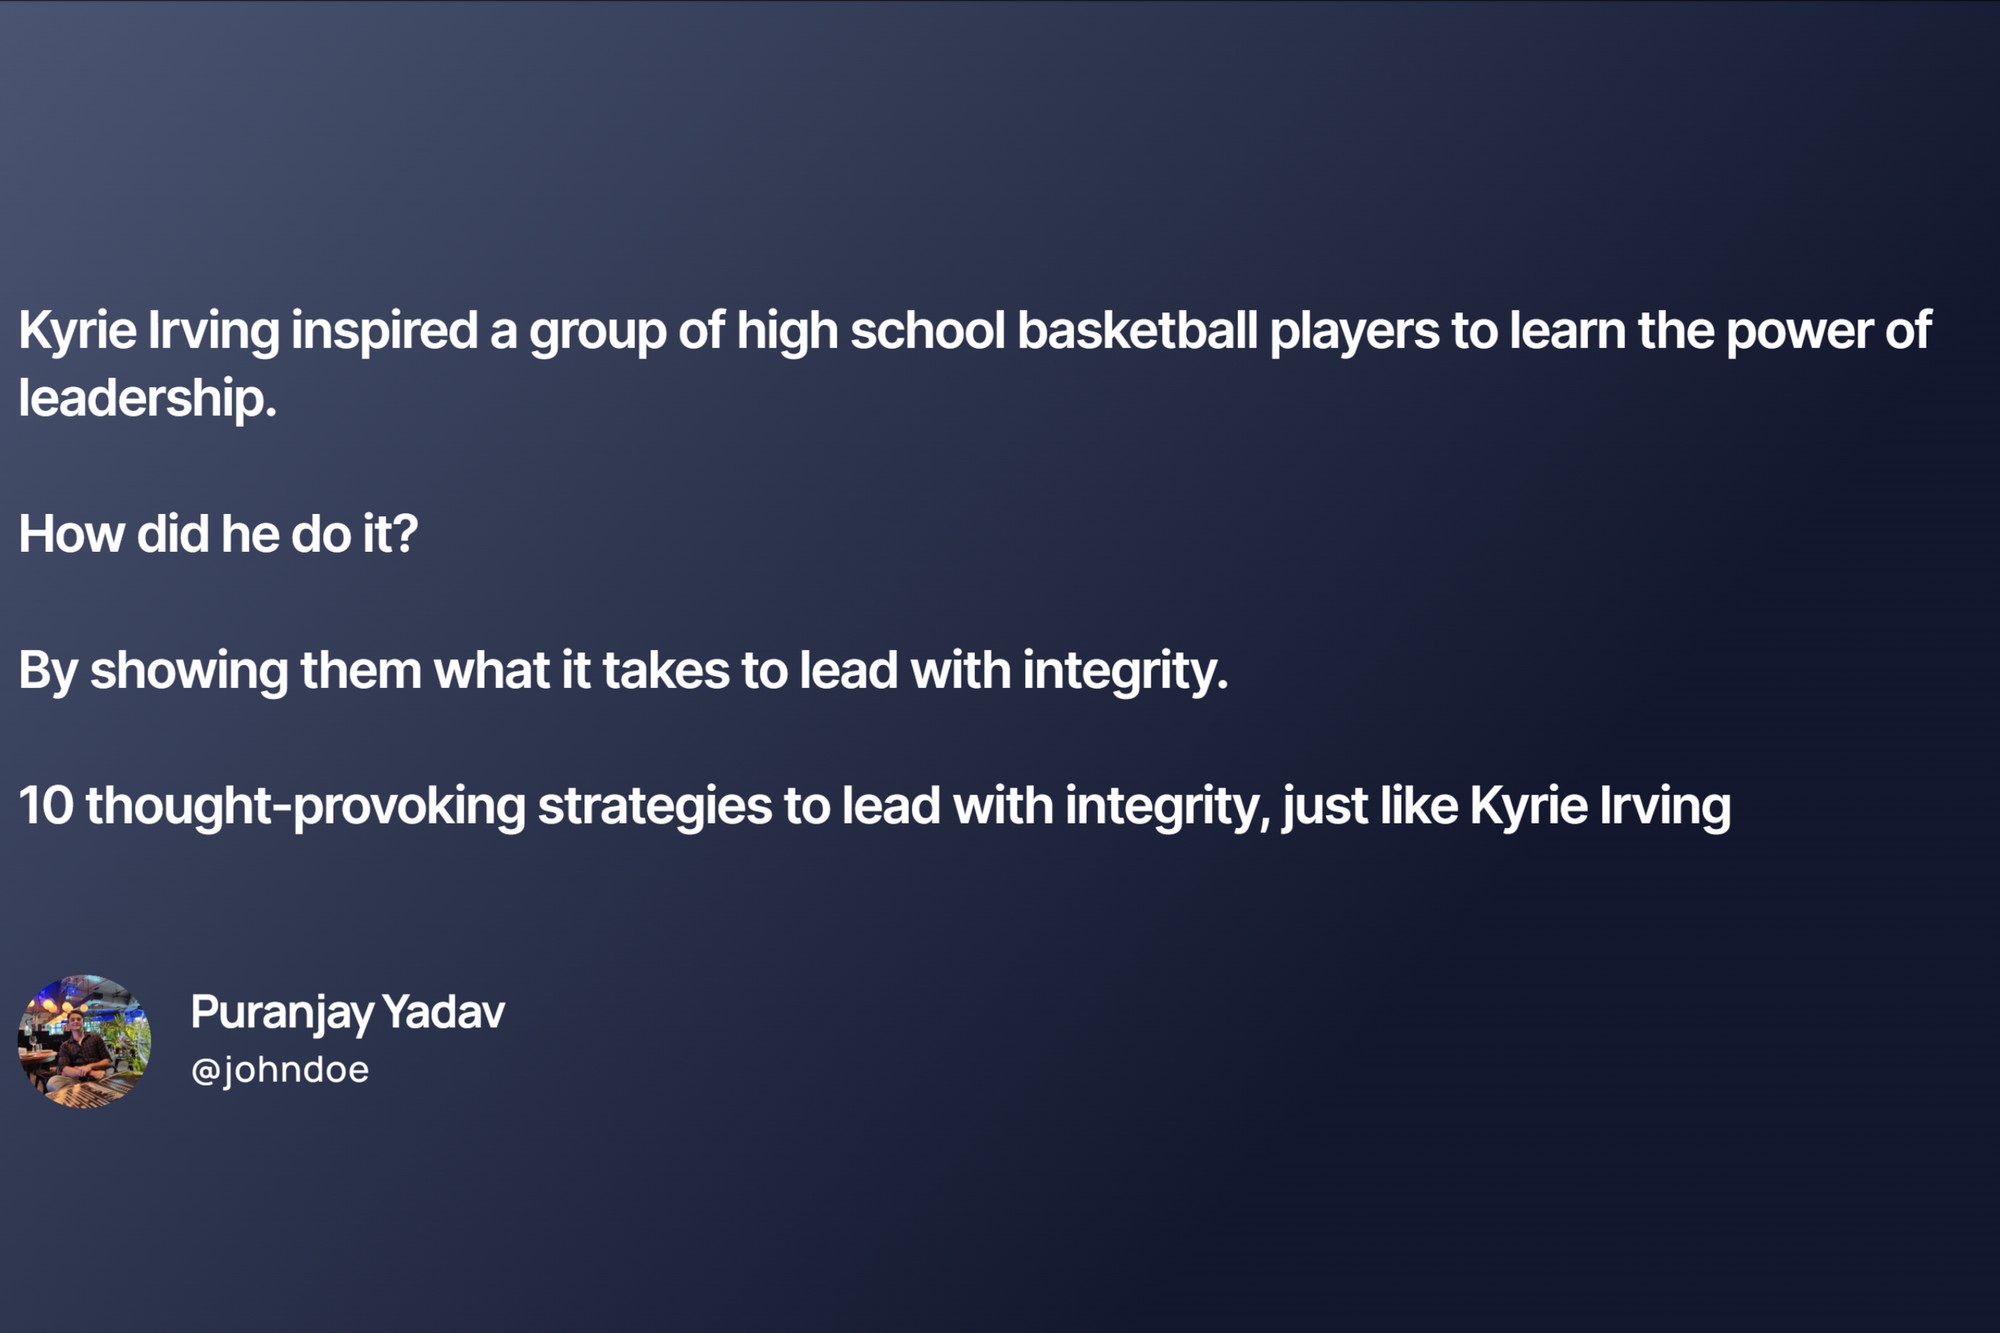 Kyrie Irving inspired a group of high school basketball players to learn the power of
leadership.
How did he do it?
By showing them what it takes to lead with integrity.
10 thought-provoking strategies to lead with integrity, just like Kyrie Irving
Puranjay Yadav
@johndoe